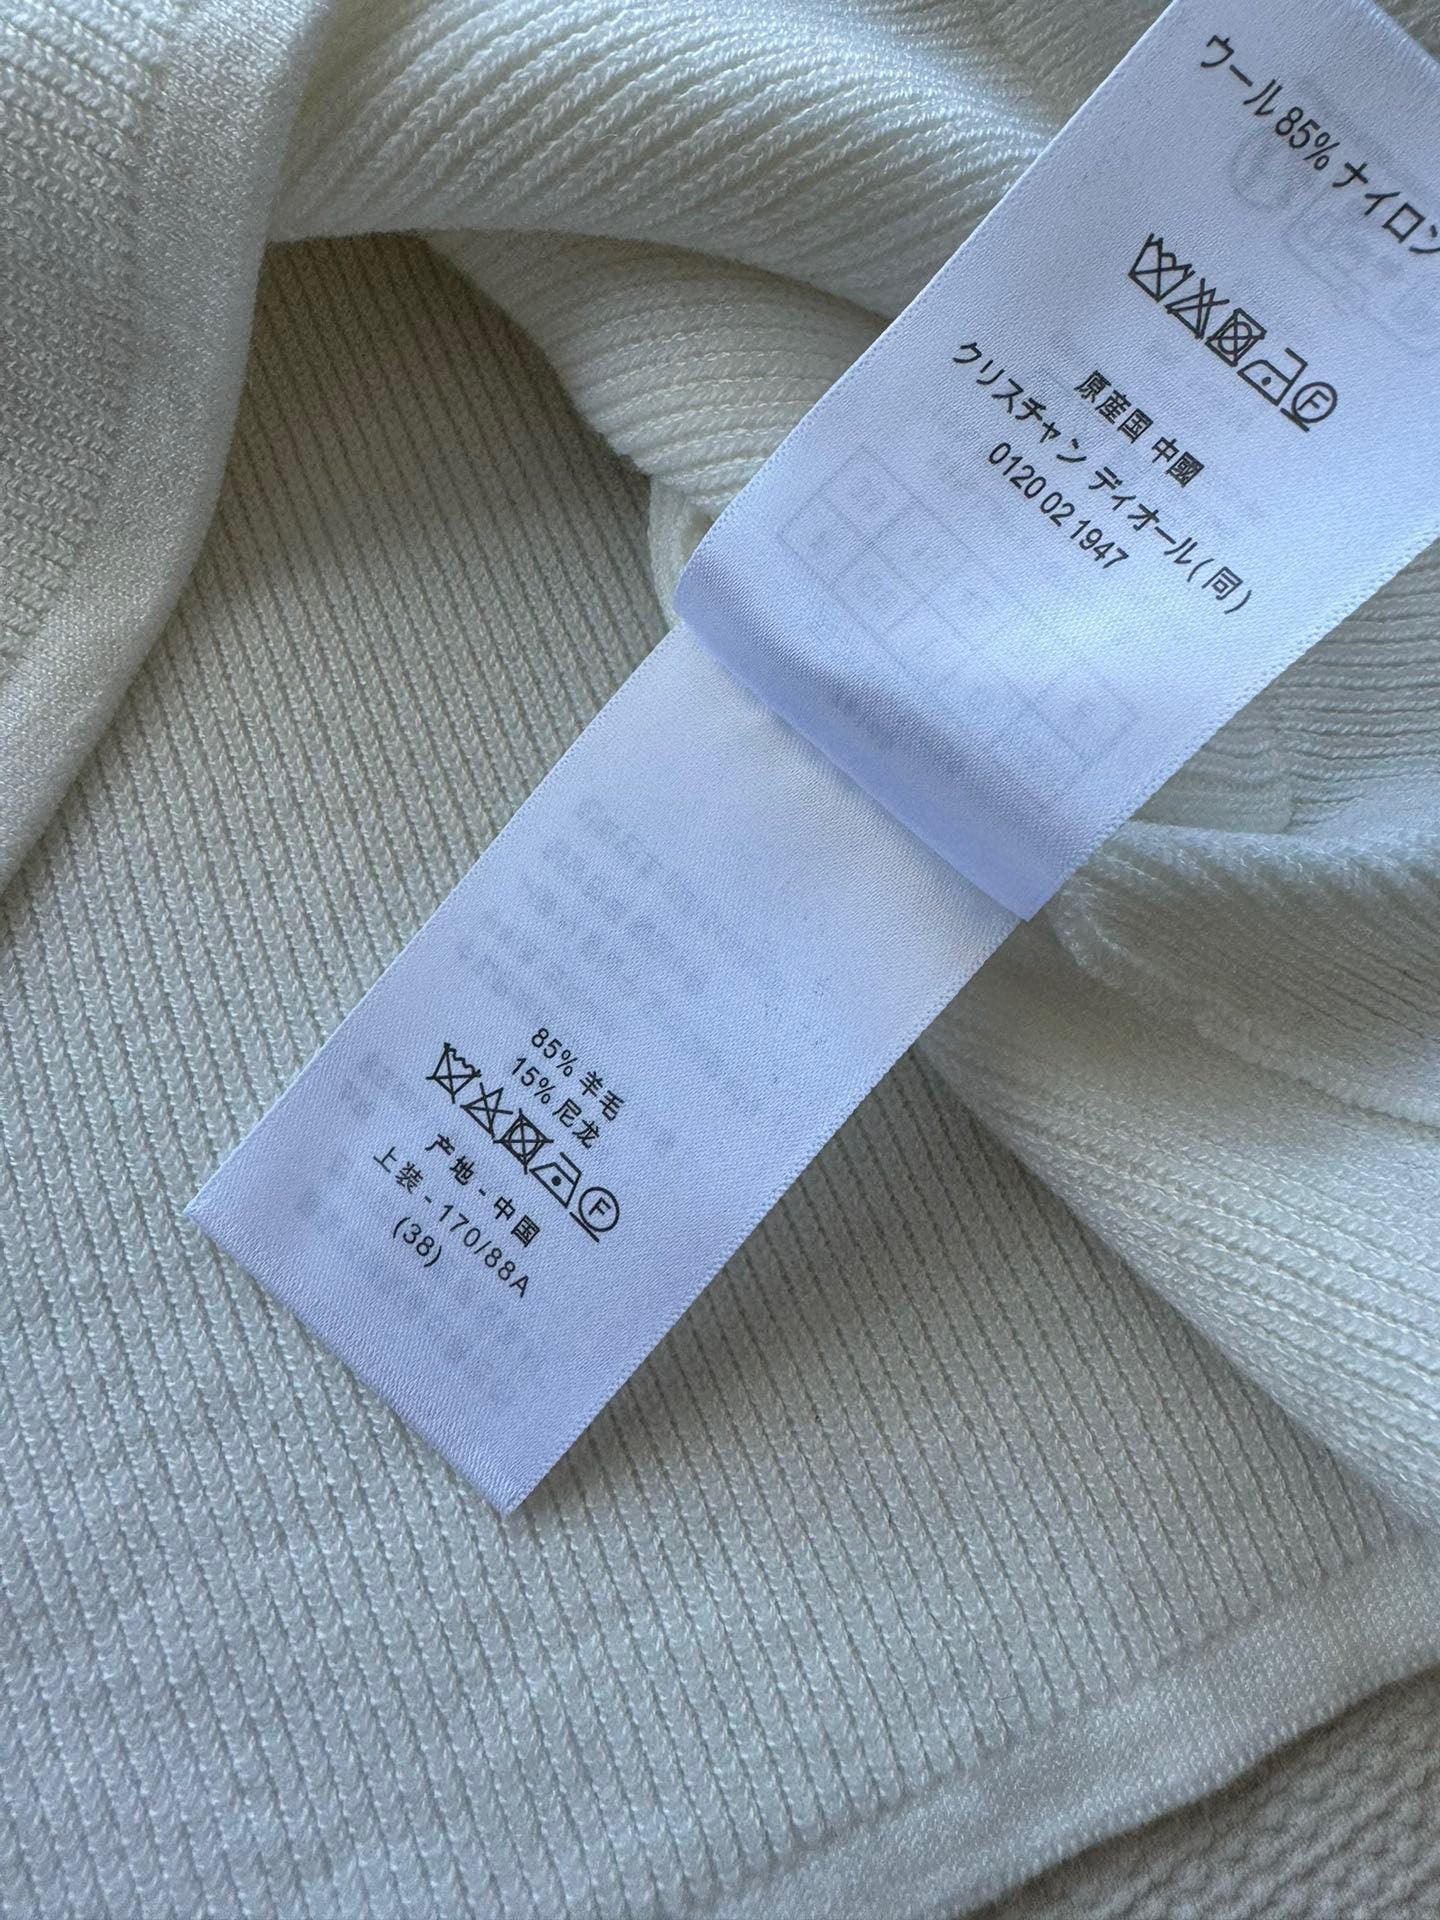 ウール 85% ナイロン
F
原産国 中國
クリスチャン ディオール(同)
0120 02 1947
85% 羊毛
15% 尼龙
F
产地 - 中国
上装 - 170/88A
(38)